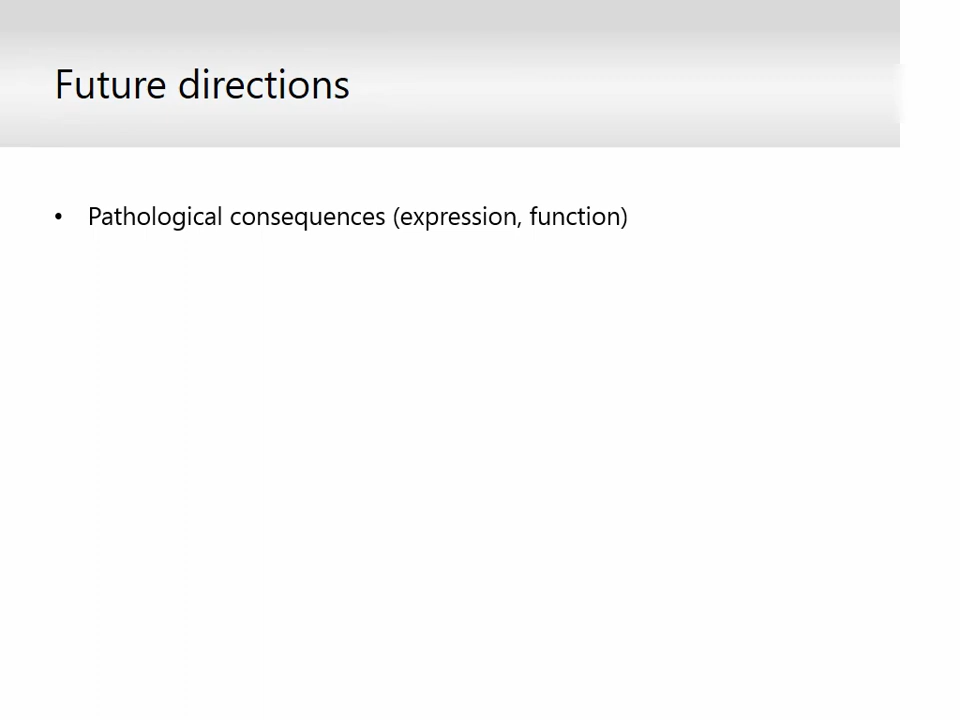 Future directions
• Pathological consequences (expression, function)